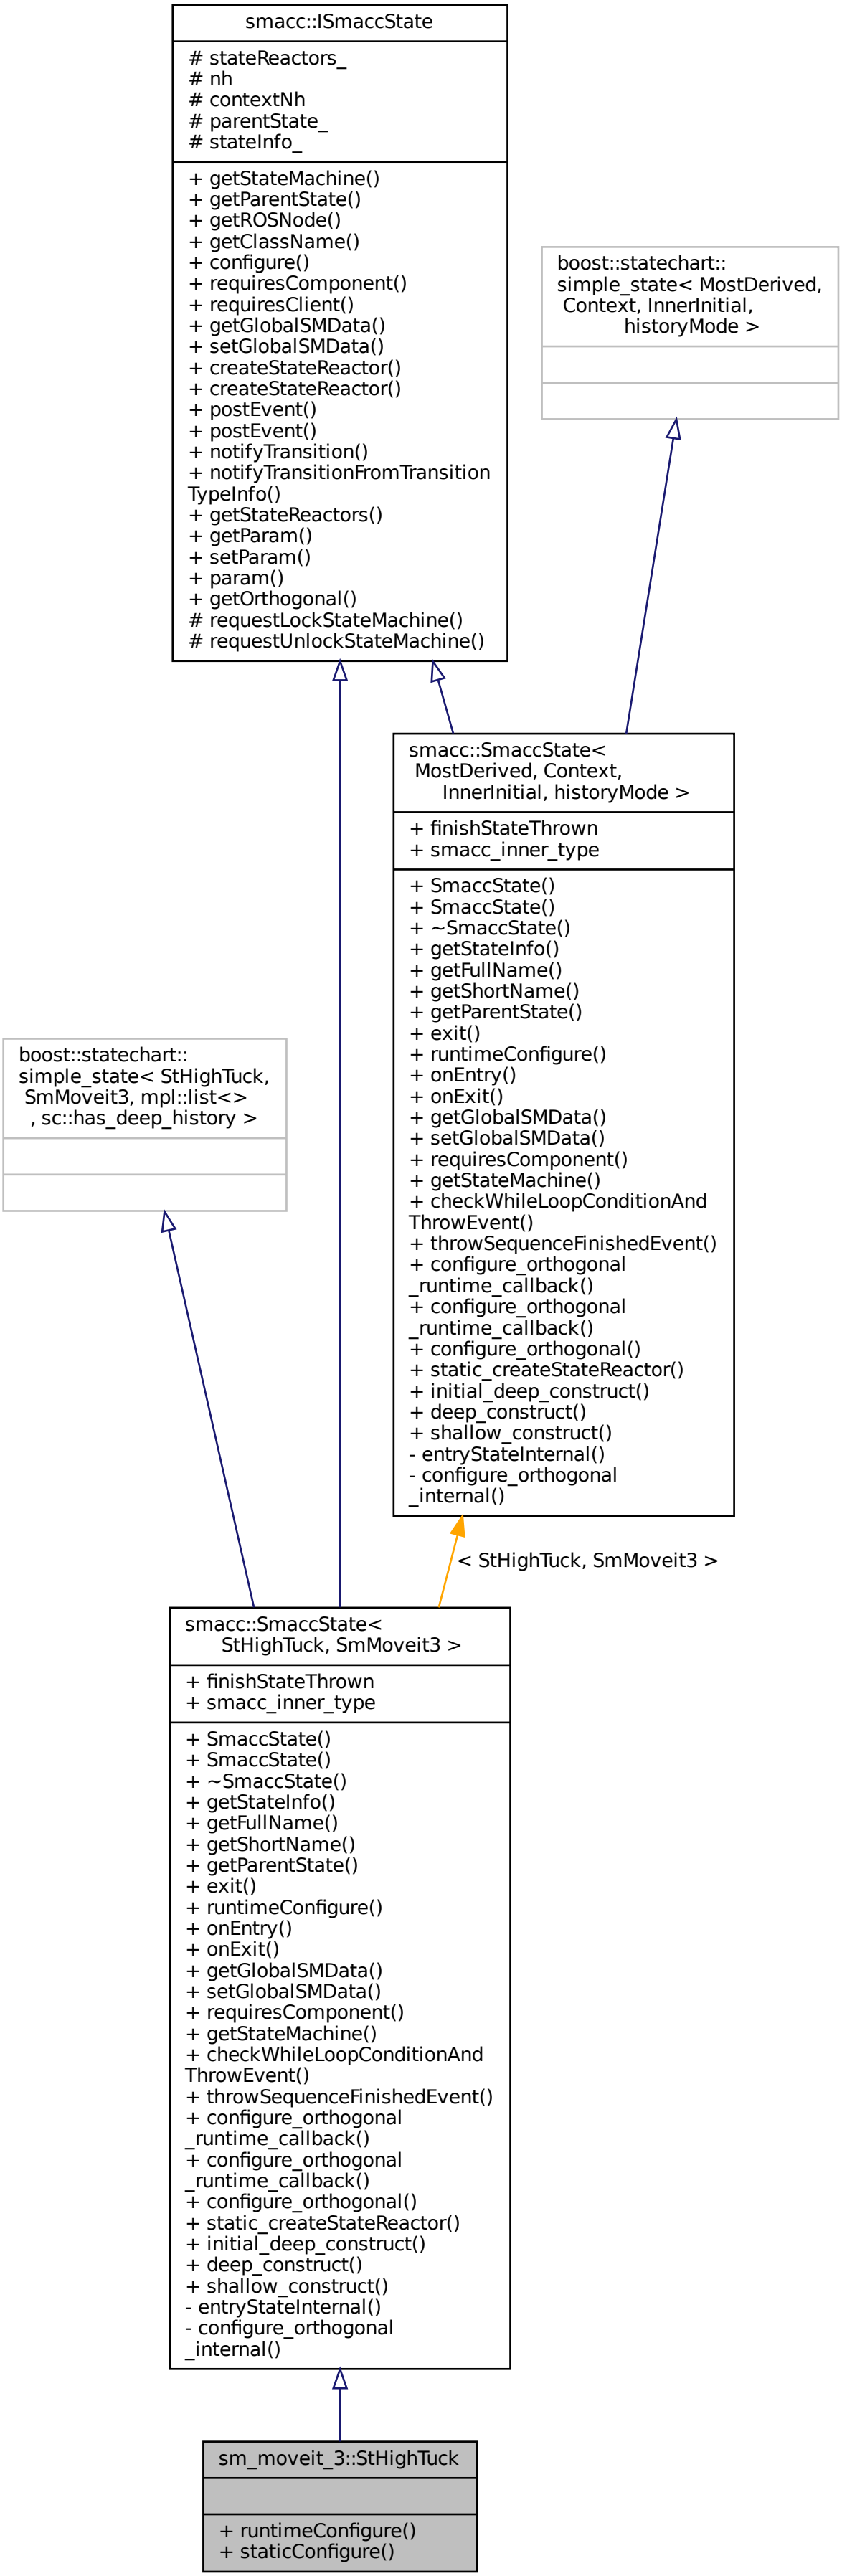 smacc::ISmaccState
# stateReactors_
# nh
# contextNh
# parentState_
# stateInfo_
+ getStateMachine()
+ getParentState()
+ getROSNode()
+ getClassName()
+ configure()
+ requiresComponent()
+ requiresClient()
+ getGlobalSMData()
+ setGlobalSMData()
+ createStateReactor()
+ createStateReactor()
+ postEvent()
+ postEvent()
+ notifyTransition()
+ notifyTransitionFromTransition
TypeInfo()
+ getStateReactors()
+ getParam()
+ setParam()
+ param()
+ getOrthogonal()
# requestLockStateMachine()
# requestUnlockStateMachine()
boost::statechart::
simple_state< MostDerived,
Context, InnerInitial,
historyMode >
smacc::SmaccState<
MostDerived, Context,
InnerInitial, historyMode >
+ finishStateThrown
+ smacc_inner_type
+ SmaccState()
+ SmaccState()
+ ~SmaccState()
+ getStateInfo()
+ getFullName()
+ getShortName()
+ getParentState()
+ exit()
+ runtimeConfigure()
+ onEntry()
+ onExit()
+ getGlobalSMData()
+ setGlobalSMData()
+ requiresComponent()
+ getStateMachine()
+ checkWhileLoopConditionAnd
ThrowEvent()
+ throwSequenceFinishedEvent()
+ configure_orthogonal
_runtime_callback()
+ configure_orthogonal
_runtime_callback()
+ configure_orthogonal()
+ static_createStateReactor()
+ initial_deep_construct()
+ deep_construct()
+ shallow_construct()
- entryStateInternal()
- configure_orthogonal
_internal()
boost::statechart::
simple_state< StHighTuck,
SmMoveit3, mpl::list<>
, sc::has_deep_history >
< StHighTuck, SmMoveit3 >
smacc::SmaccState<
StHighTuck, SmMoveit3 >
+ finishStateThrown
+ smacc_inner_type
+ SmaccState()
+ SmaccState()
+ ~SmaccState()
+ getStateInfo()
+ getFullName()
+ getShortName()
+ getParentState()
+ exit()
+ runtimeConfigure()
+ onEntry()
+ onExit()
+ getGlobalSMData()
+ setGlobalSMData()
+ requiresComponent()
+ getStateMachine()
+ checkWhileLoopConditionAnd
ThrowEvent()
+ throwSequenceFinishedEvent()
+ configure_orthogonal
_runtime_callback()
+ configure_orthogonal
_runtime_callback()
+ configure_orthogonal()
+ static_createStateReactor()
+ initial_deep_construct()
+ deep_construct()
+ shallow_construct()
- entryStateInternal()
- configure_orthogonal
_internal()
sm_moveit_3::StHighTuck
+ runtimeConfigure()
+ staticConfigure()